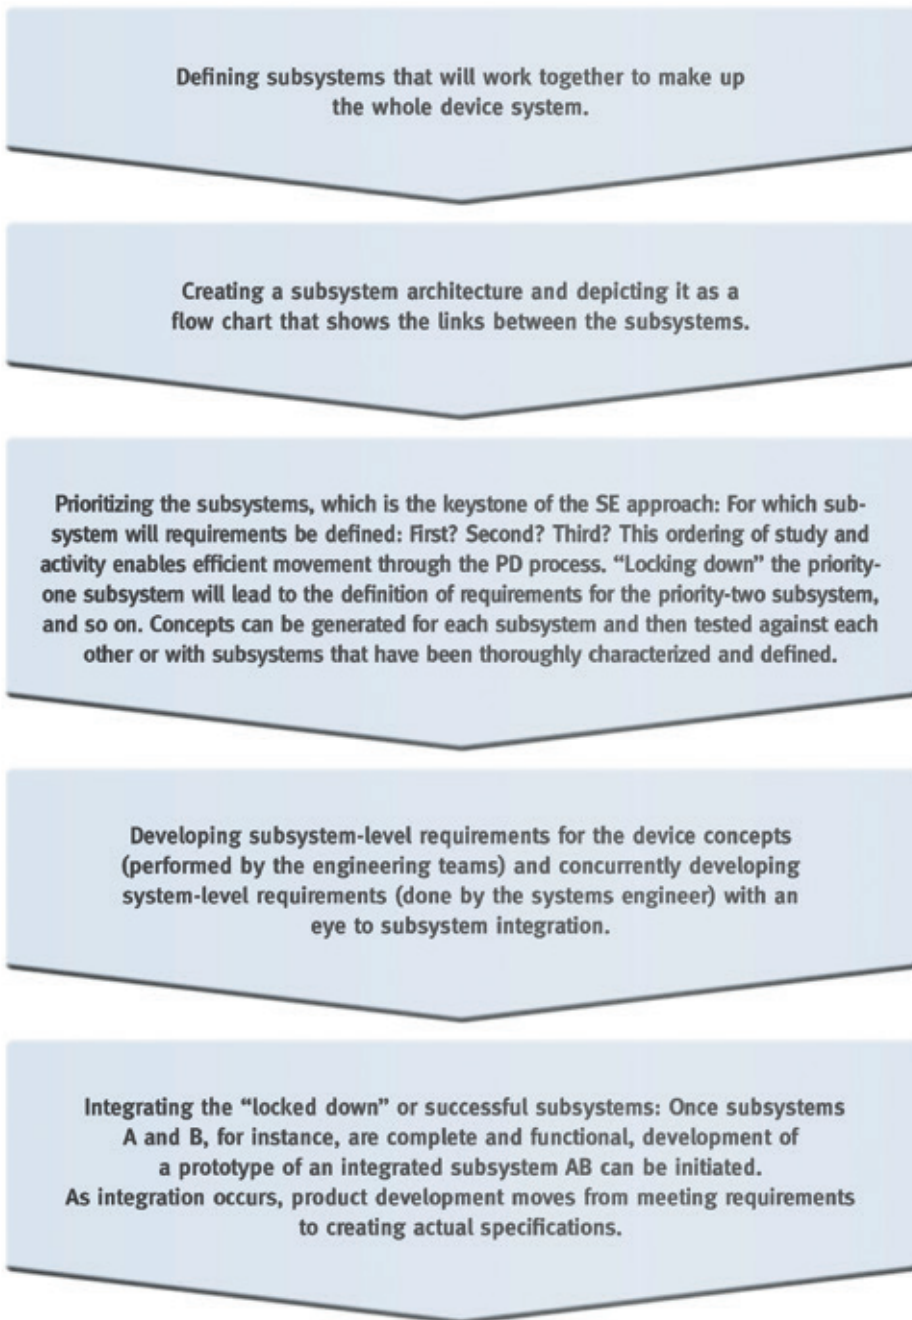 Defining subsystems that will work together to make up
the whole device system.
Creating a subsystem architecture and depicting it as a
flow chart that shows the links between the subsystems.
Prioritizing the subsystems, which is the keystone of the SE approach: For which sub-
system will requirements be defined: First? Second? Third? This ordering of study and
activity enables efficient movement through the PD process. “Locking down” the priority-
one subsystem will lead to the definition of requirements for the priority-two subsystem,
and so on. Concepts can be generated for each subsystem and then tested against each
other or with subsystems that have been thoroughly characterized and defined.
Developing subsystem-level requirements for the device concepts
(performed by the engineering teams) and concurrently developing
system-level requirements (done by the systems engineer) with an
eye to subsystem integration.
Integrating the “locked down” or successful subsystems: Once subsystems
A and B, for instance, are complete and functional, development of
a prototype of an integrated subsystem AB can be initiated.
As integration occurs, product development moves from meeting requirements
to creating actual specifications.